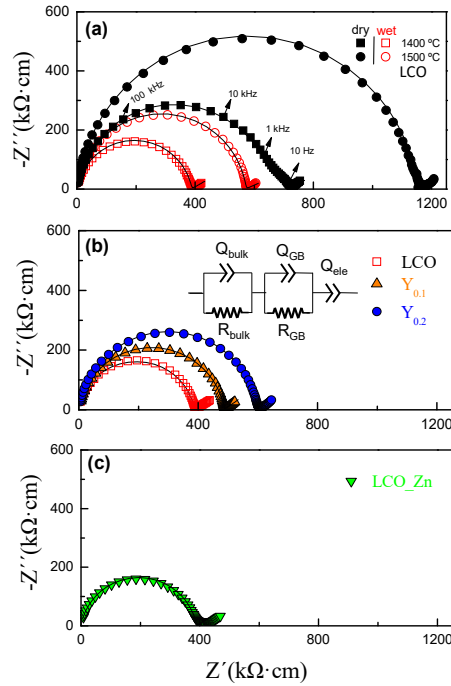 (a)
dry
wet
1400 ºC
1500 ºC
LCO
100 kHz
10 kHz
1 kHz
10 Hz
600
400
200
0
-Z´´(kΩ·cm)
0 400 800 1200
(b)
Q_bulk Q_GB Q_ele
R_bulk R_GB
LCO
Y_0.1
Y_0.2
600
400
200
0
-Z´´(kΩ·cm)
0 400 800 1200
(c)
LCO_Zn
600
400
200
0
-Z´´(kΩ·cm)
0 400 800 1200
Z´(kΩ·cm)